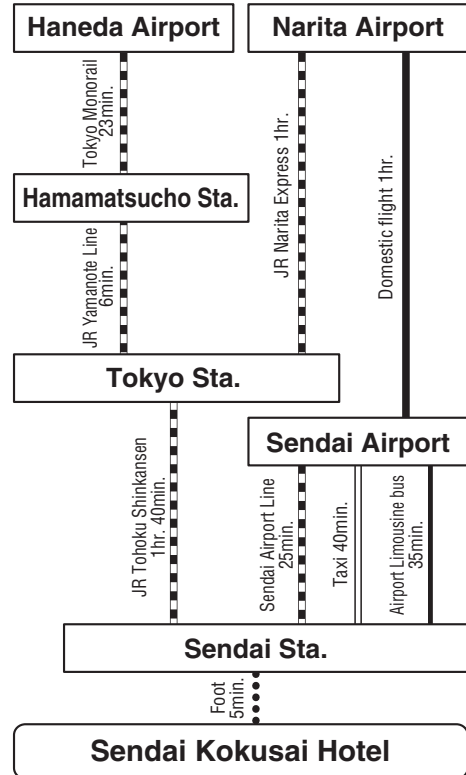 Haneda Airport
Narita Airport
Tokyo Monorail
23min.
JR Narita Express 1hr.
Domestic flight 1hr.
Hamamatsucho Sta.
JR Yamanote Line
6min.
Tokyo Sta.
Sendai Airport
JR Tohoku Shinkansen
1hr. 40min.
Sendai Airport Line
25min.
Taxi 40min.
Airport Limousine bus
35min.
Sendai Sta.
Foot
5min.
Sendai Kokusai Hotel